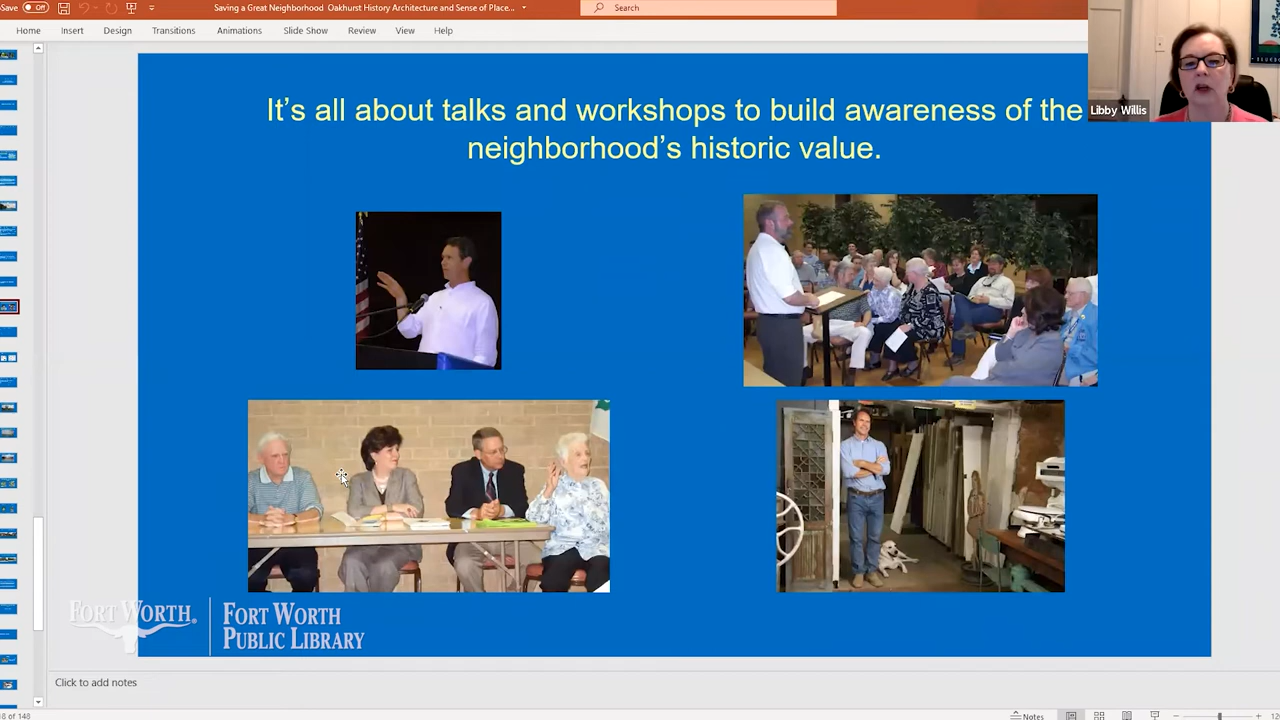 Save Off
Saving a Great Neighborhood Oakhurst History Architecture and Sense of Place...
Search
Home Insert Design Transitions Animations Slide Show Review View Help
Libby Willis
It's all about talks and workshops to build awareness of the
neighborhood's historic value.
FORT WORTH®
FORT WORTH
PUBLIC LIBRARY
Click to add notes
of 148
Notes